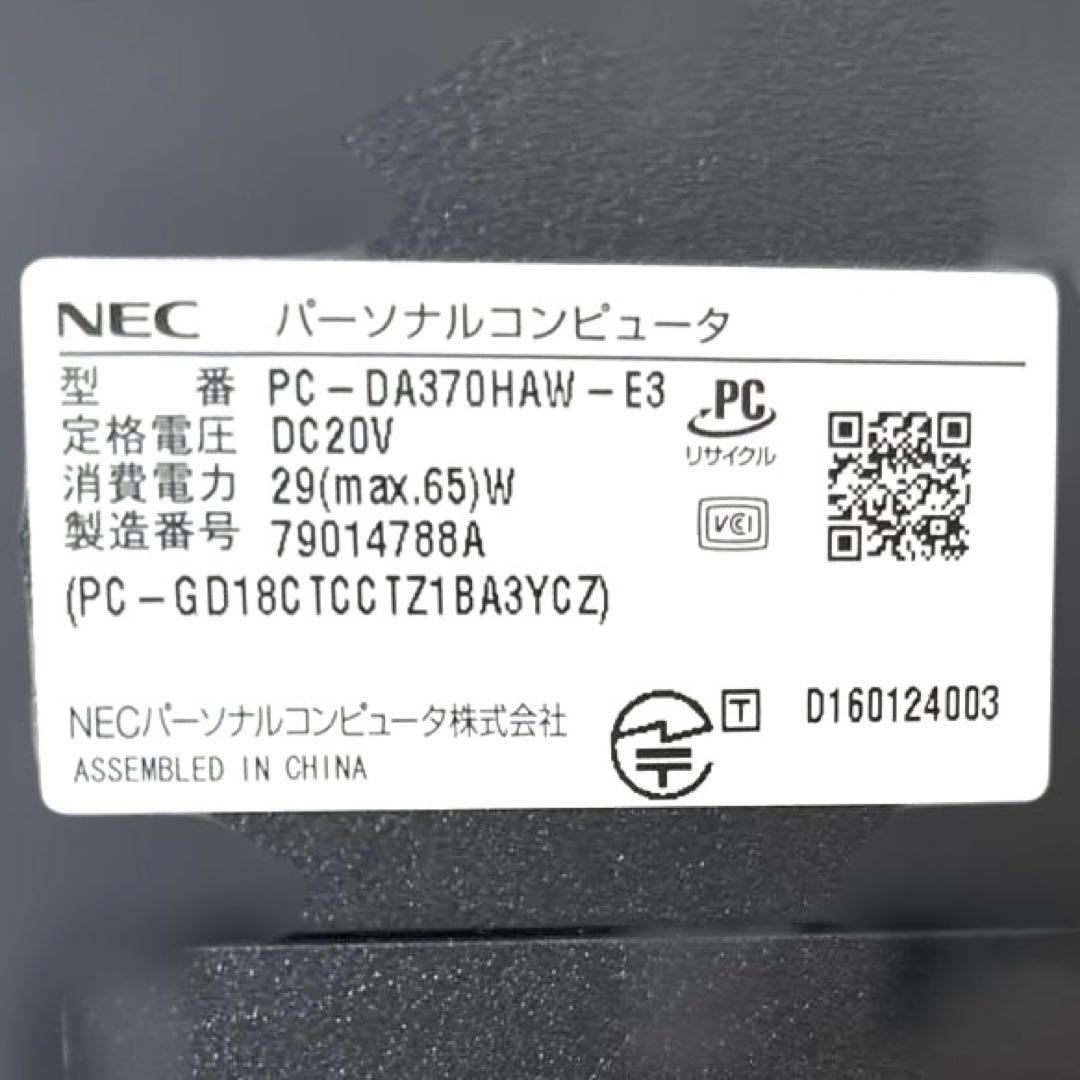 NEC パーソナルコンピュータ
型 番 PC-DA370HAW-E3
定格電圧 DC20V
消費電力 29(max.65)W
製造番号 79014788A
(PC-GD18CTCCTZ1BA3YCZ)
PC
リサイクル
VCCI
NECパーソナルコンピュータ株式会社
ASSEMBLED IN CHINA
T D160124003